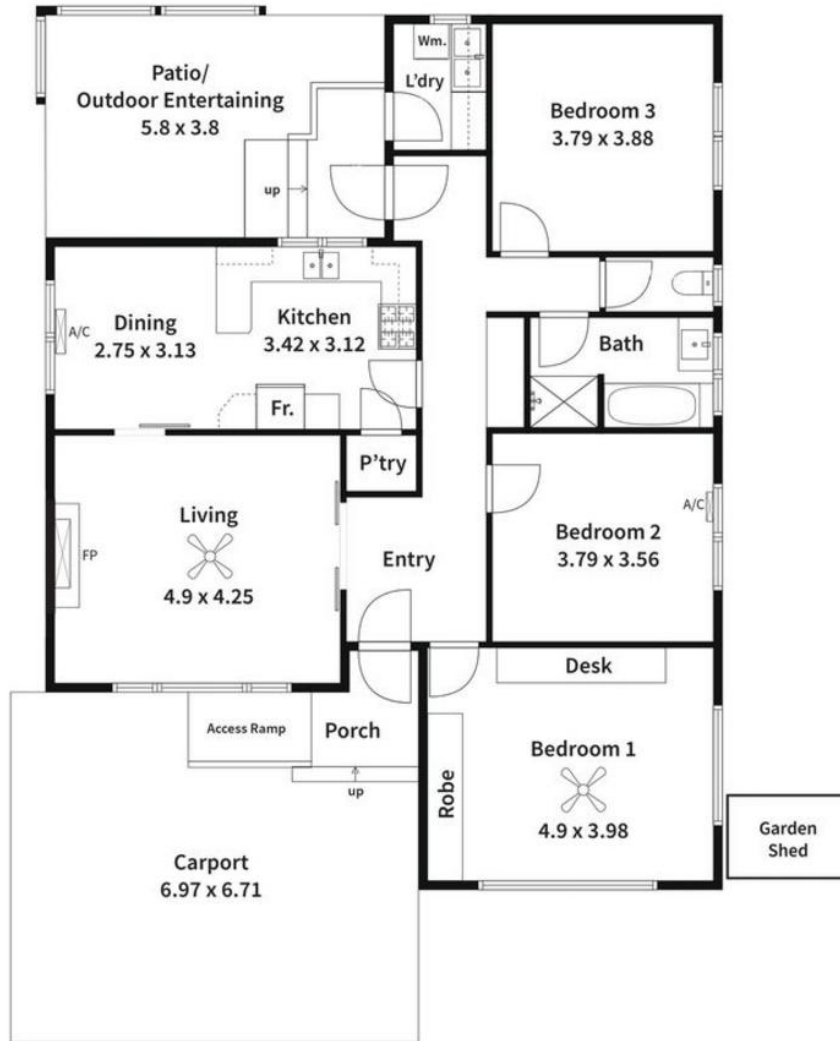 Patio/
Outdoor Entertaining
5.8 x 3.8
up
Wm.
L'dry
Bedroom 3
3.79 x 3.88
Dining
2.75 x 3.13
A/C
Kitchen
3.42 x 3.12
Fr.
P'try
Bath
Living
4.9 x 4.25
FP
Entry
Bedroom 2
3.79 x 3.56
A/C
Desk
Access Ramp
Porch
up
Bedroom 1
4.9 x 3.98
Robe
Garden
Shed
Carport
6.97 x 6.71